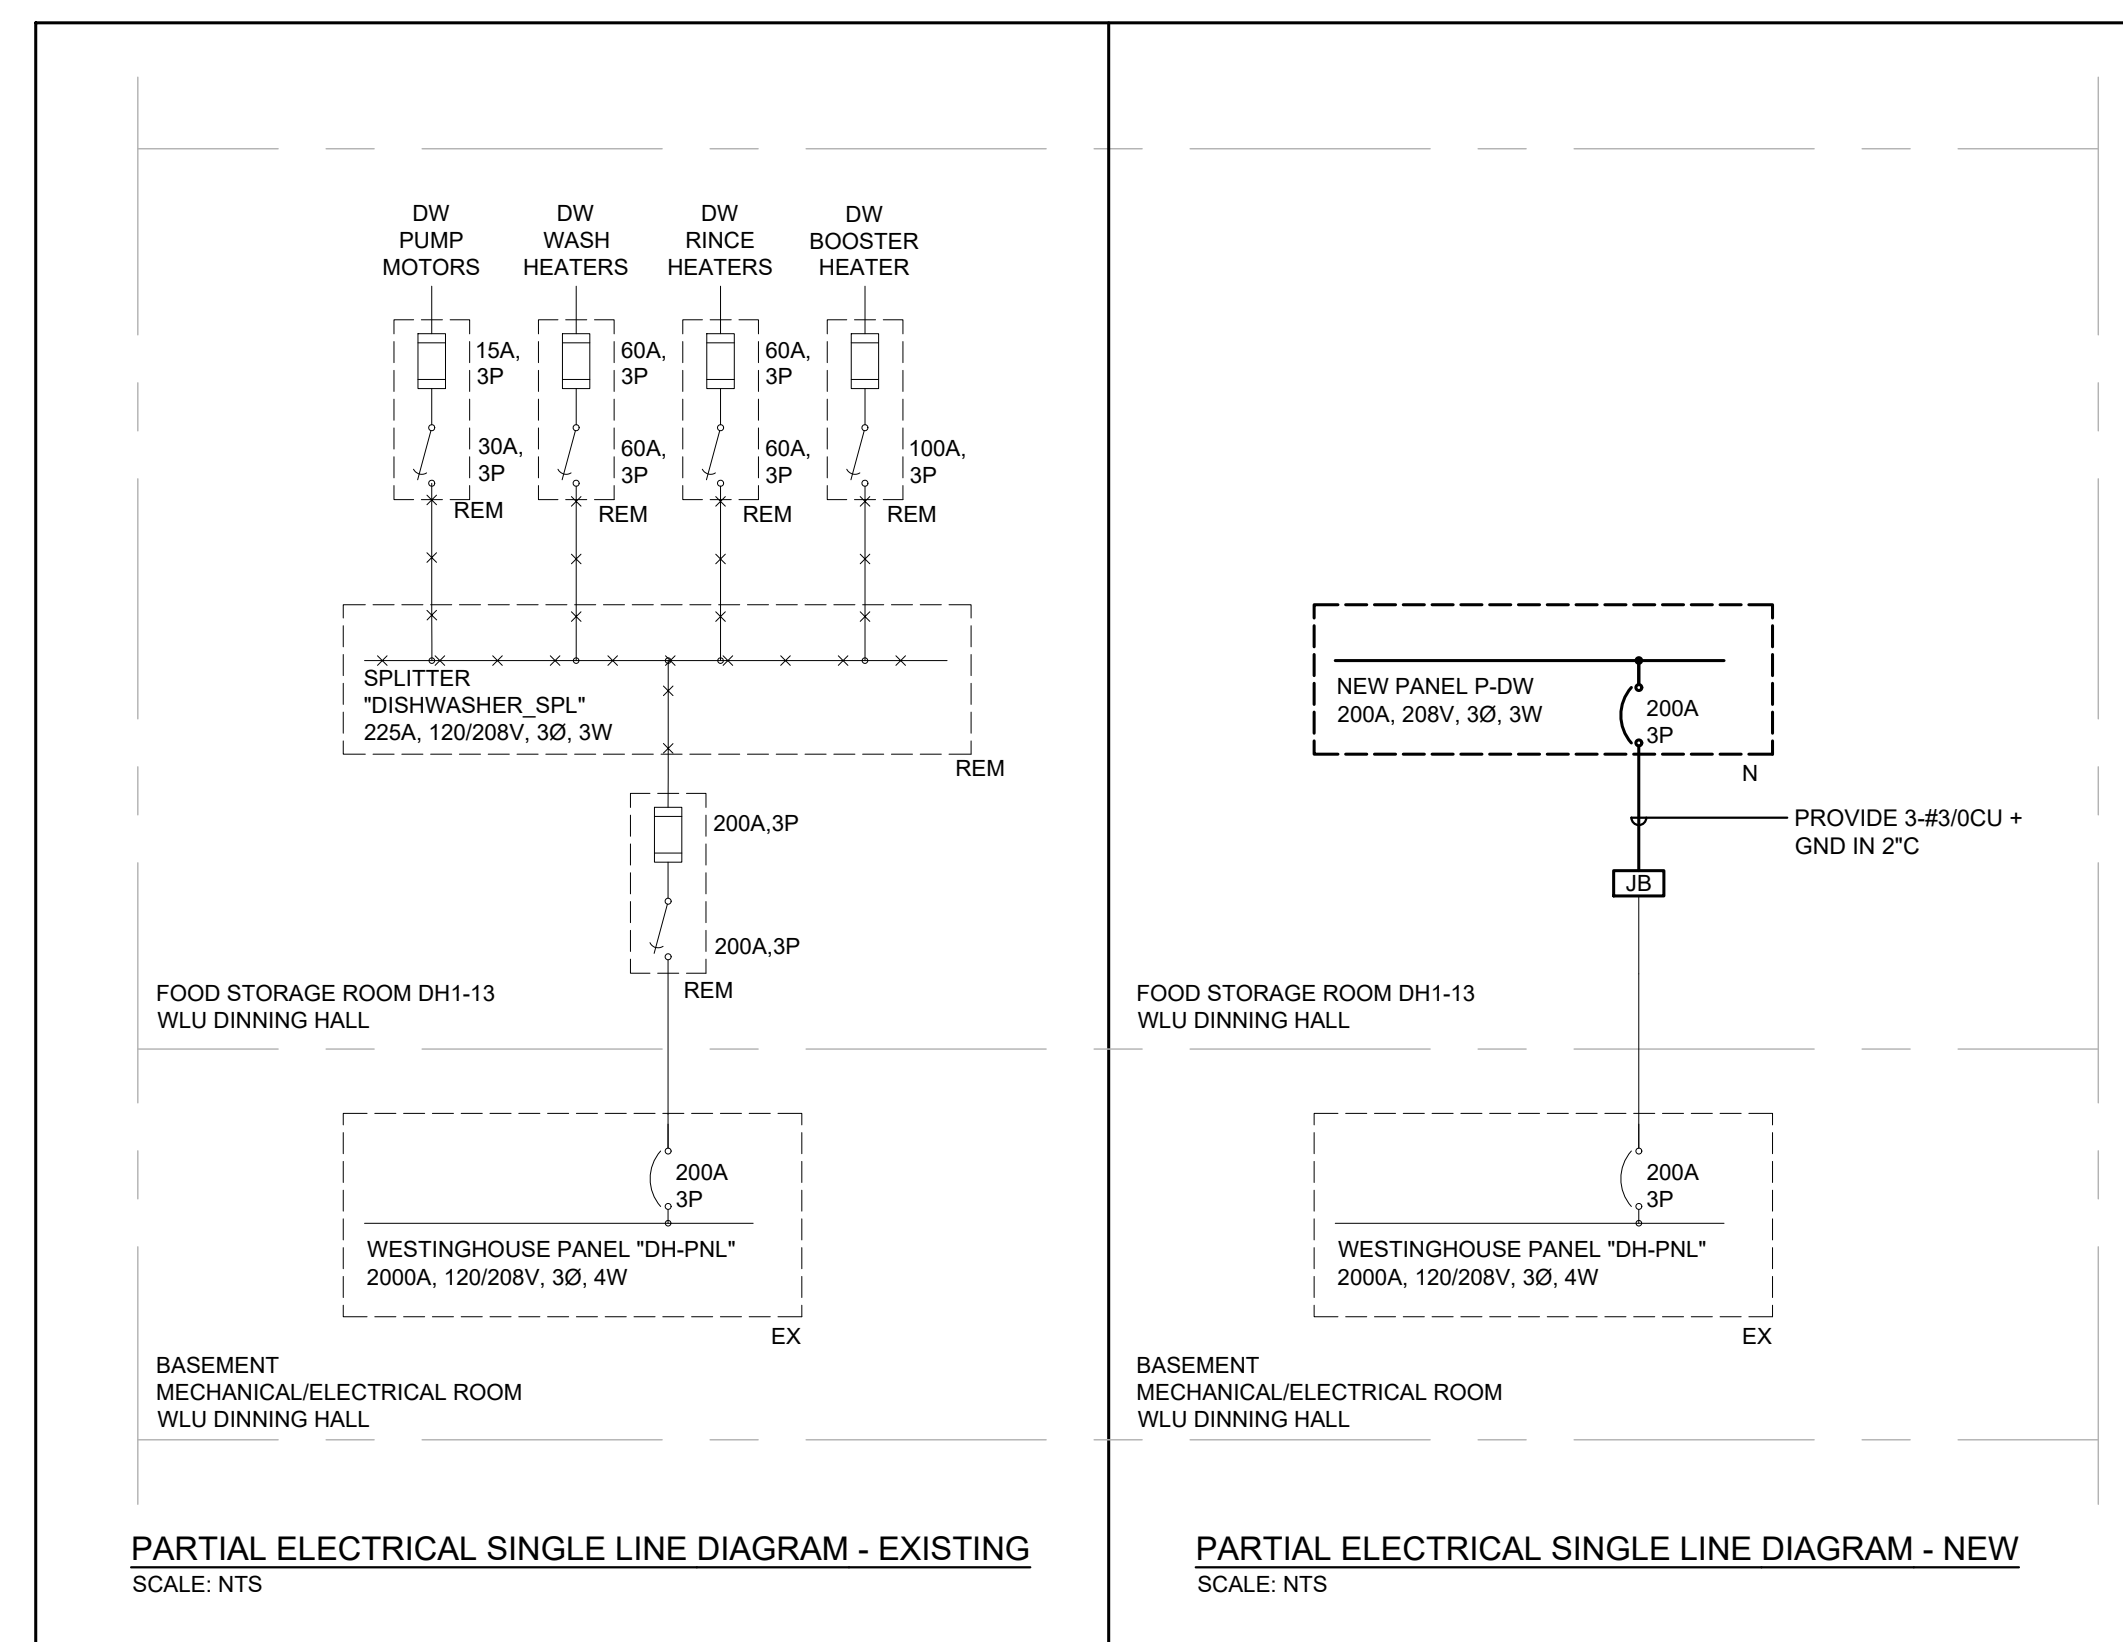 DW
PUMP
MOTORS
DW
WASH
HEATERS
DW
RINCE
HEATERS
DW
BOOSTER
HEATER
15A,
3P
60A,
3P
60A,
3P
30A,
3P
60A,
3P
60A,
3P
100A,
3P
REM
REM
REM
REM
SPLITTER
"DISHWASHER_SPL"
225A, 120/208V, 3Ø, 3W
REM
200A,3P
200A,3P
REM
FOOD STORAGE ROOM DH1-13
WLU DINNING HALL
200A
3P
WESTINGHOUSE PANEL "DH-PNL"
2000A, 120/208V, 3Ø, 4W
EX
BASEMENT
MECHANICAL/ELECTRICAL ROOM
WLU DINNING HALL
PARTIAL ELECTRICAL SINGLE LINE DIAGRAM - EXISTING
SCALE: NTS
NEW PANEL P-DW
200A, 208V, 3Ø, 3W
200A
3P
N
PROVIDE 3-#3/0CU +
GND IN 2"C
JB
FOOD STORAGE ROOM DH1-13
WLU DINNING HALL
200A
3P
WESTINGHOUSE PANEL "DH-PNL"
2000A, 120/208V, 3Ø, 4W
EX
BASEMENT
MECHANICAL/ELECTRICAL ROOM
WLU DINNING HALL
PARTIAL ELECTRICAL SINGLE LINE DIAGRAM - NEW
SCALE: NTS